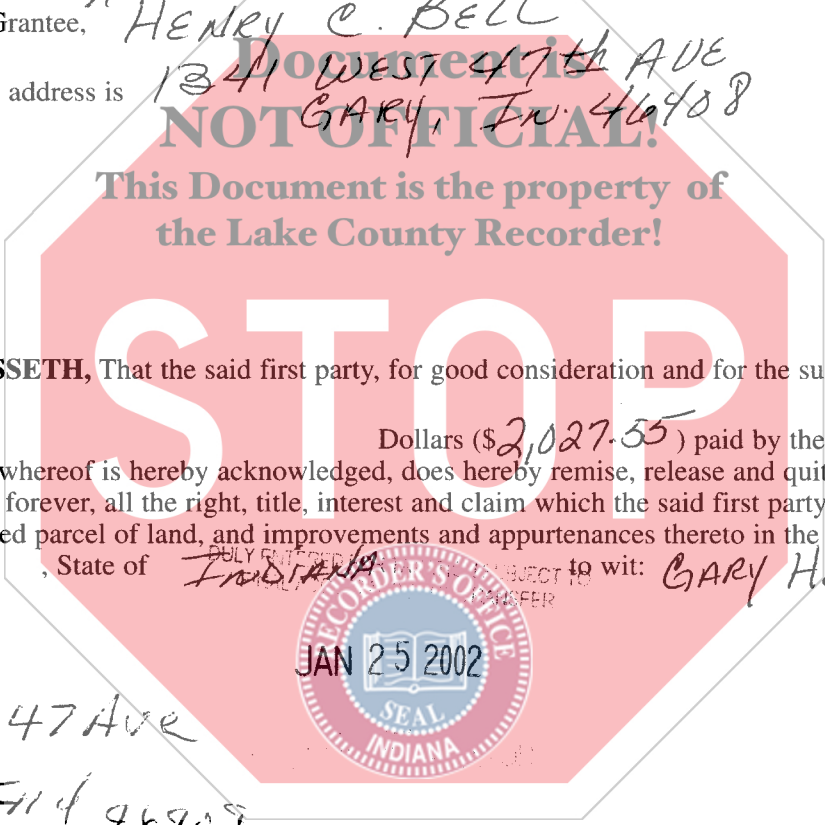 Grantee, HENRY C. BELL
Document is
address is 1341 WEST 47th AVE
GARY, IN. 46408
NOT OFFICIAL!
This Document is the property of
the Lake County Recorder!
STOP
SSETH, That the said first party, for good consideration and for the su
Dollars ($2,027.55) paid by the
whereof is hereby acknowledged, does hereby remise, release and quit
forever, all the right, title, interest and claim which the said first party
ed parcel of land, and improvements and appurtenances thereto in the
, State of INDIANA to wit: GARY H
DULY ENTERED SUBJECT TO
TRANSFER
RECORDER'S OFFICE
JAN 25 2002
SEAL
INDIANA
47 Ave